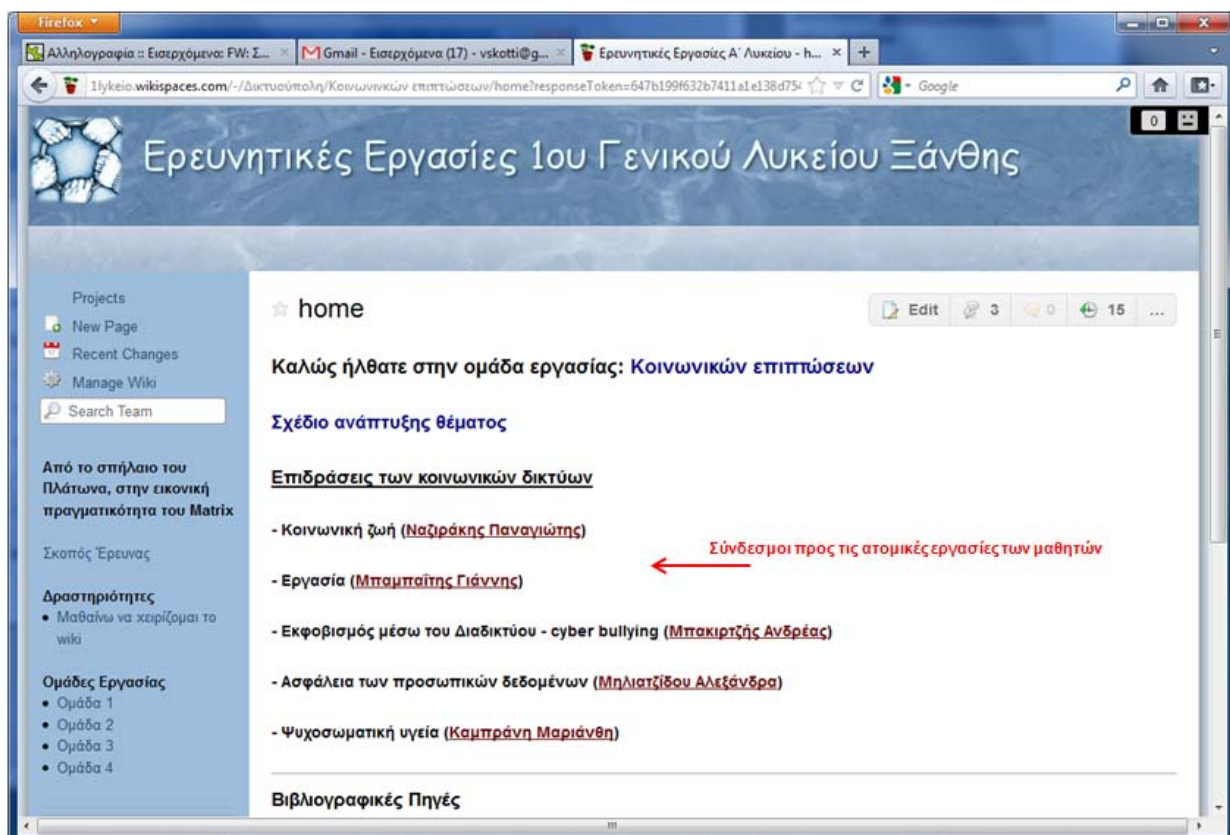 Firefox
Αλληλογραφία :: Εισερχόμενα: FW: Σ...
Gmail - Εισερχόμενα (17) - vskotti@g...
Ερευνητικές Εργασίες Α΄ Λυκείου - h...
1lykeio.wikispaces.com/-/Δικτυούπολη/Κοινωνικών επιπτώσεων/home?responseToken=647b199f632b7411a1e138d75
Google
0
Ερευνητικές Εργασίες 1ου Γενικού Λυκείου Ξάνθης
Projects
New Page
Recent Changes
Manage Wiki
Search Team
Από το σπήλαιο του
Πλάτωνα, στην εικονική
πραγματικότητα του Matrix
Σκοπός Έρευνας
Δραστηριότητες
Μαθαίνω να χειρίζομαι το
wiki
Ομάδες Εργασίας
Ομάδα 1
Ομάδα 2
Ομάδα 3
Ομάδα 4
home
Edit 3 0 15 ...
Καλώς ήλθατε στην ομάδα εργασίας: Κοινωνικών επιπτώσεων
Σχέδιο ανάπτυξης θέματος
Επιδράσεις των κοινωνικών δικτύων
- Κοινωνική ζωή (Ναζιράκης Παναγιώτης)
Σύνδεσμοι προς τις ατομικές εργασίες των μαθητών
- Εργασία (Μπαμπαΐτης Γιάννης)
- Εκφοβισμός μέσω του Διαδικτύου - cyber bullying (Μπακιρτζής Ανδρέας)
- Ασφάλεια των προσωπικών δεδομένων (Μηλιατζίδου Αλεξάνδρα)
- Ψυχοσωματική υγεία (Καμπράνη Μαριάνθη)
Βιβλιογραφικές Πηγές